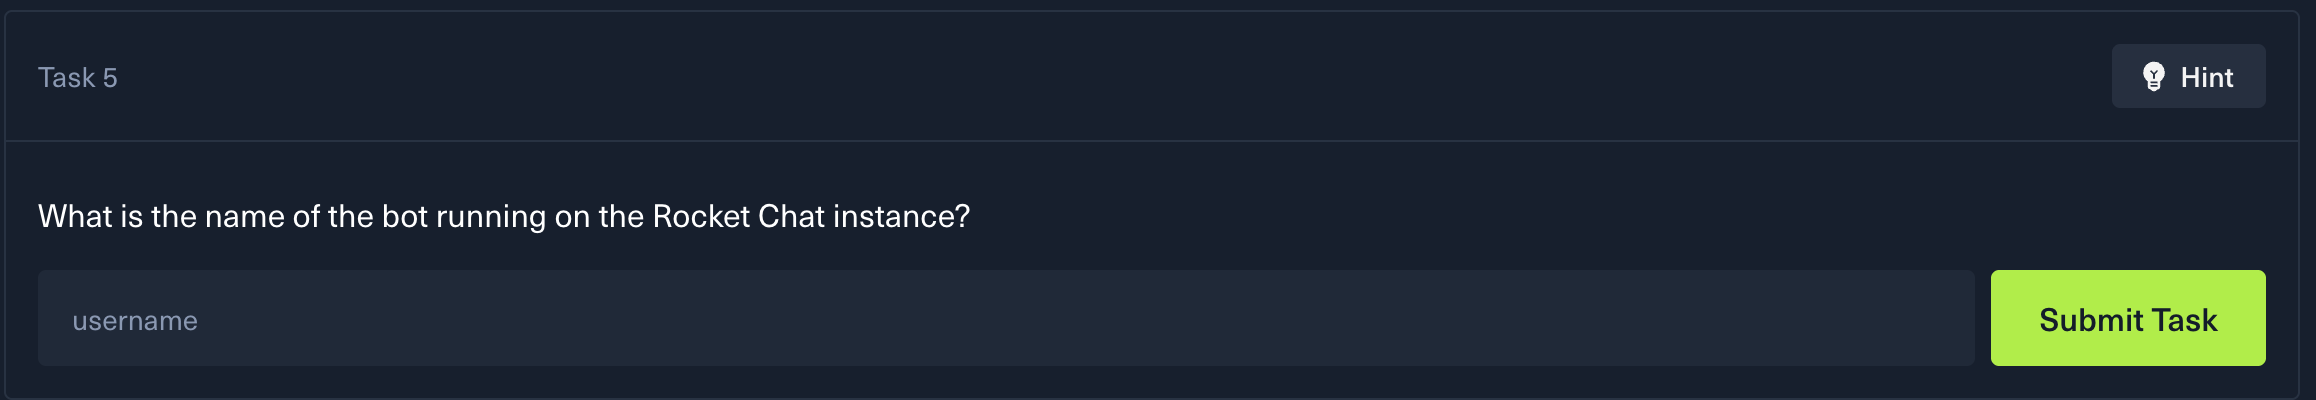 Task 5
Hint
What is the name of the bot running on the Rocket Chat instance?
username
Submit Task